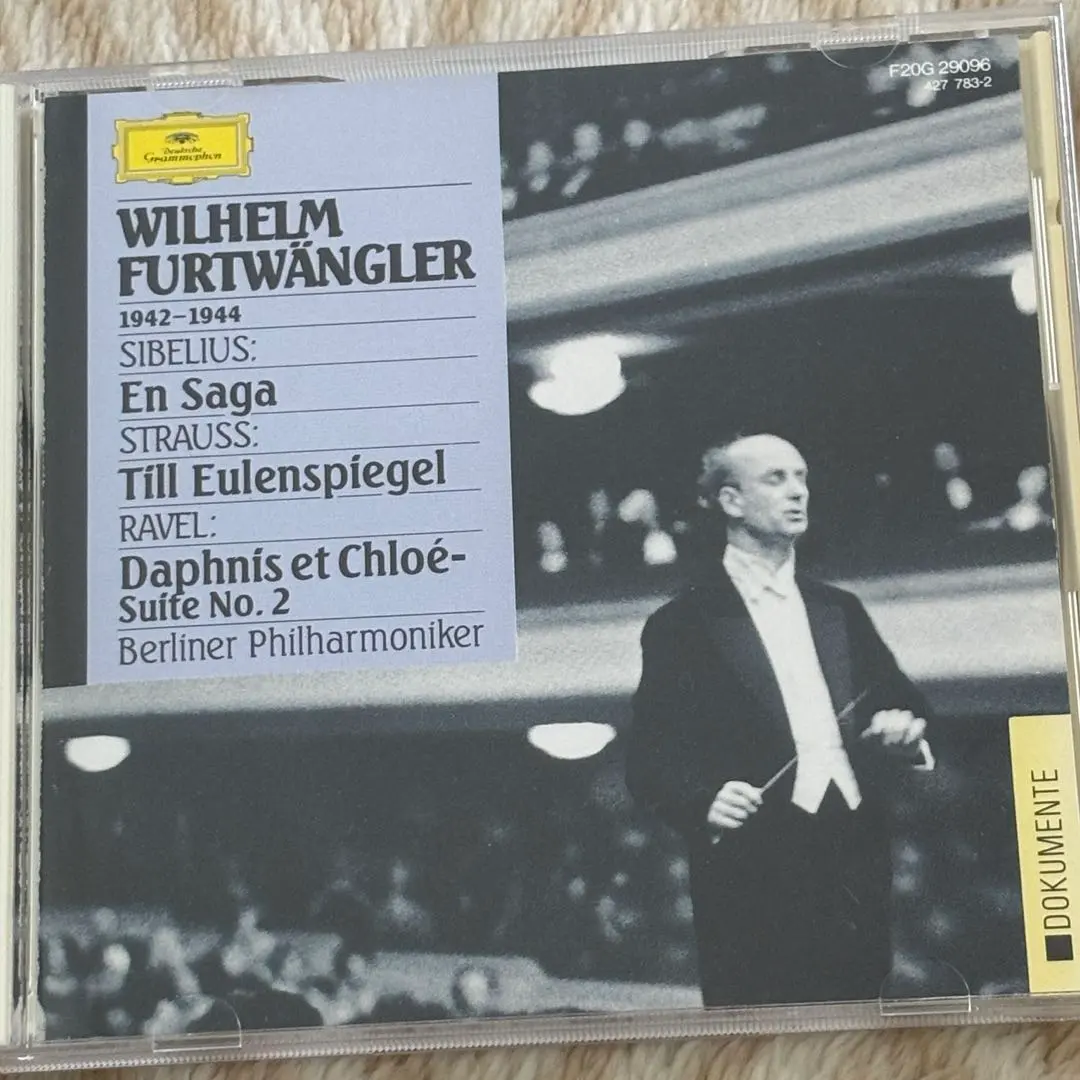 F20G 29096
427 783-2
Deutsche
Grammophon
WILHELM
FURTWÄNGLER
1942–1944
SIBELIUS:
En Saga
STRAUSS:
Till Eulenspiegel
RAVEL:
Daphnis et Chloé-
Suite No. 2
Berliner Philharmoniker
DOKUMENTE